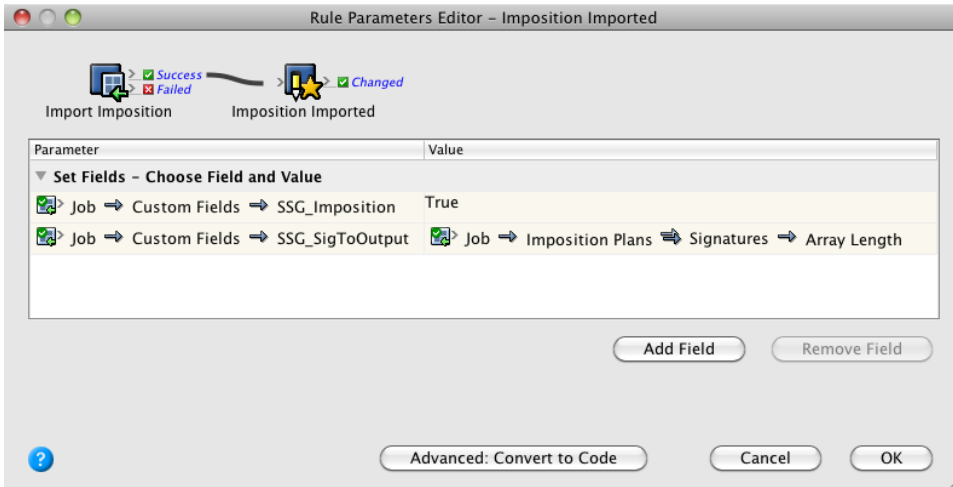 Rule Parameters Editor – Imposition Imported
Success
Failed
Changed
Import Imposition Imposition Imported
Parameter Value
Set Fields – Choose Field and Value
Job Custom Fields SSG_Imposition True
Job Custom Fields SSG_SigToOutput Job Imposition Plans Signatures Array Length
Add Field Remove Field
? Advanced: Convert to Code Cancel OK